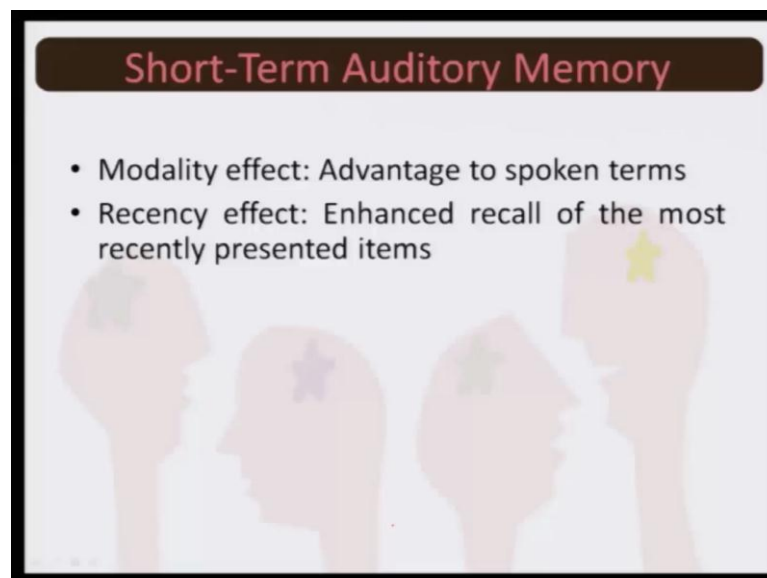 Short-Term Auditory Memory
• Modality effect: Advantage to spoken terms
• Recency effect: Enhanced recall of the most
recently presented items